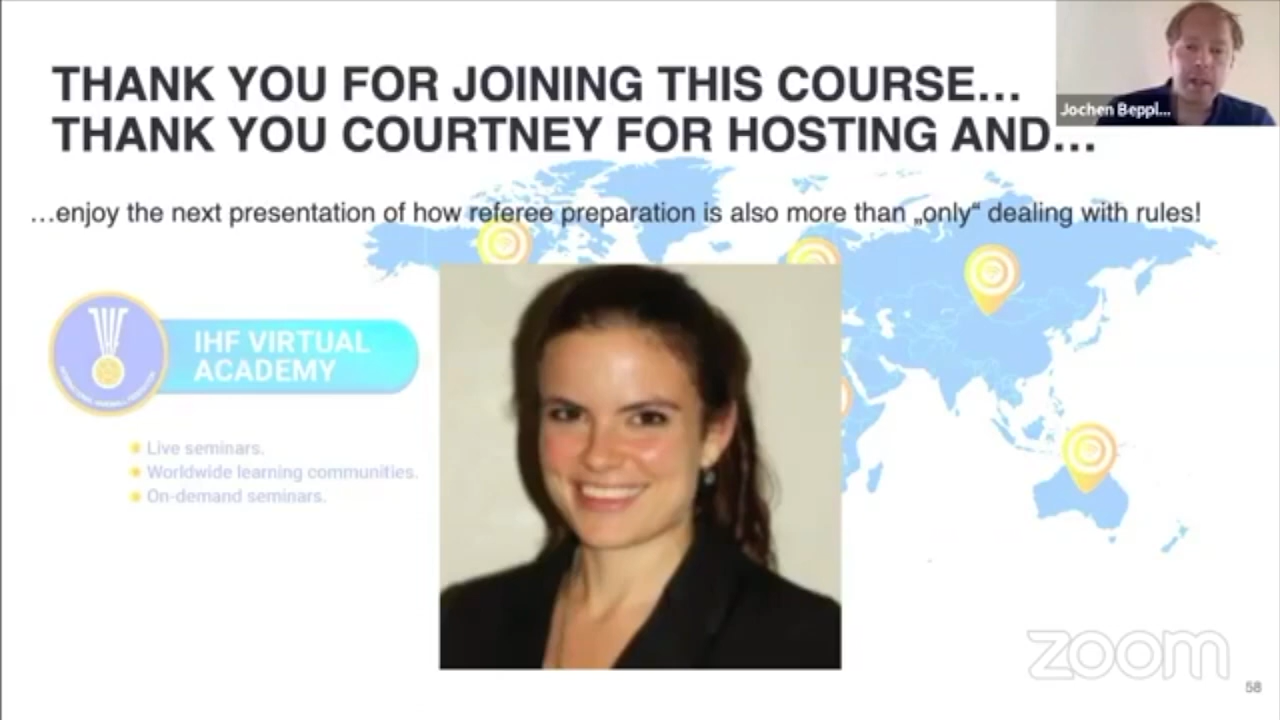 THANK YOU FOR JOINING THIS COURSE...
THANK YOU COURTNEY FOR HOSTING AND...
Jochen Beppl...
...enjoy the next presentation of how referee preparation is also more than „only“ dealing with rules!
IHF VIRTUAL
ACADEMY
Live seminars.
Worldwide learning communities.
On-demand seminars.
zoom
58